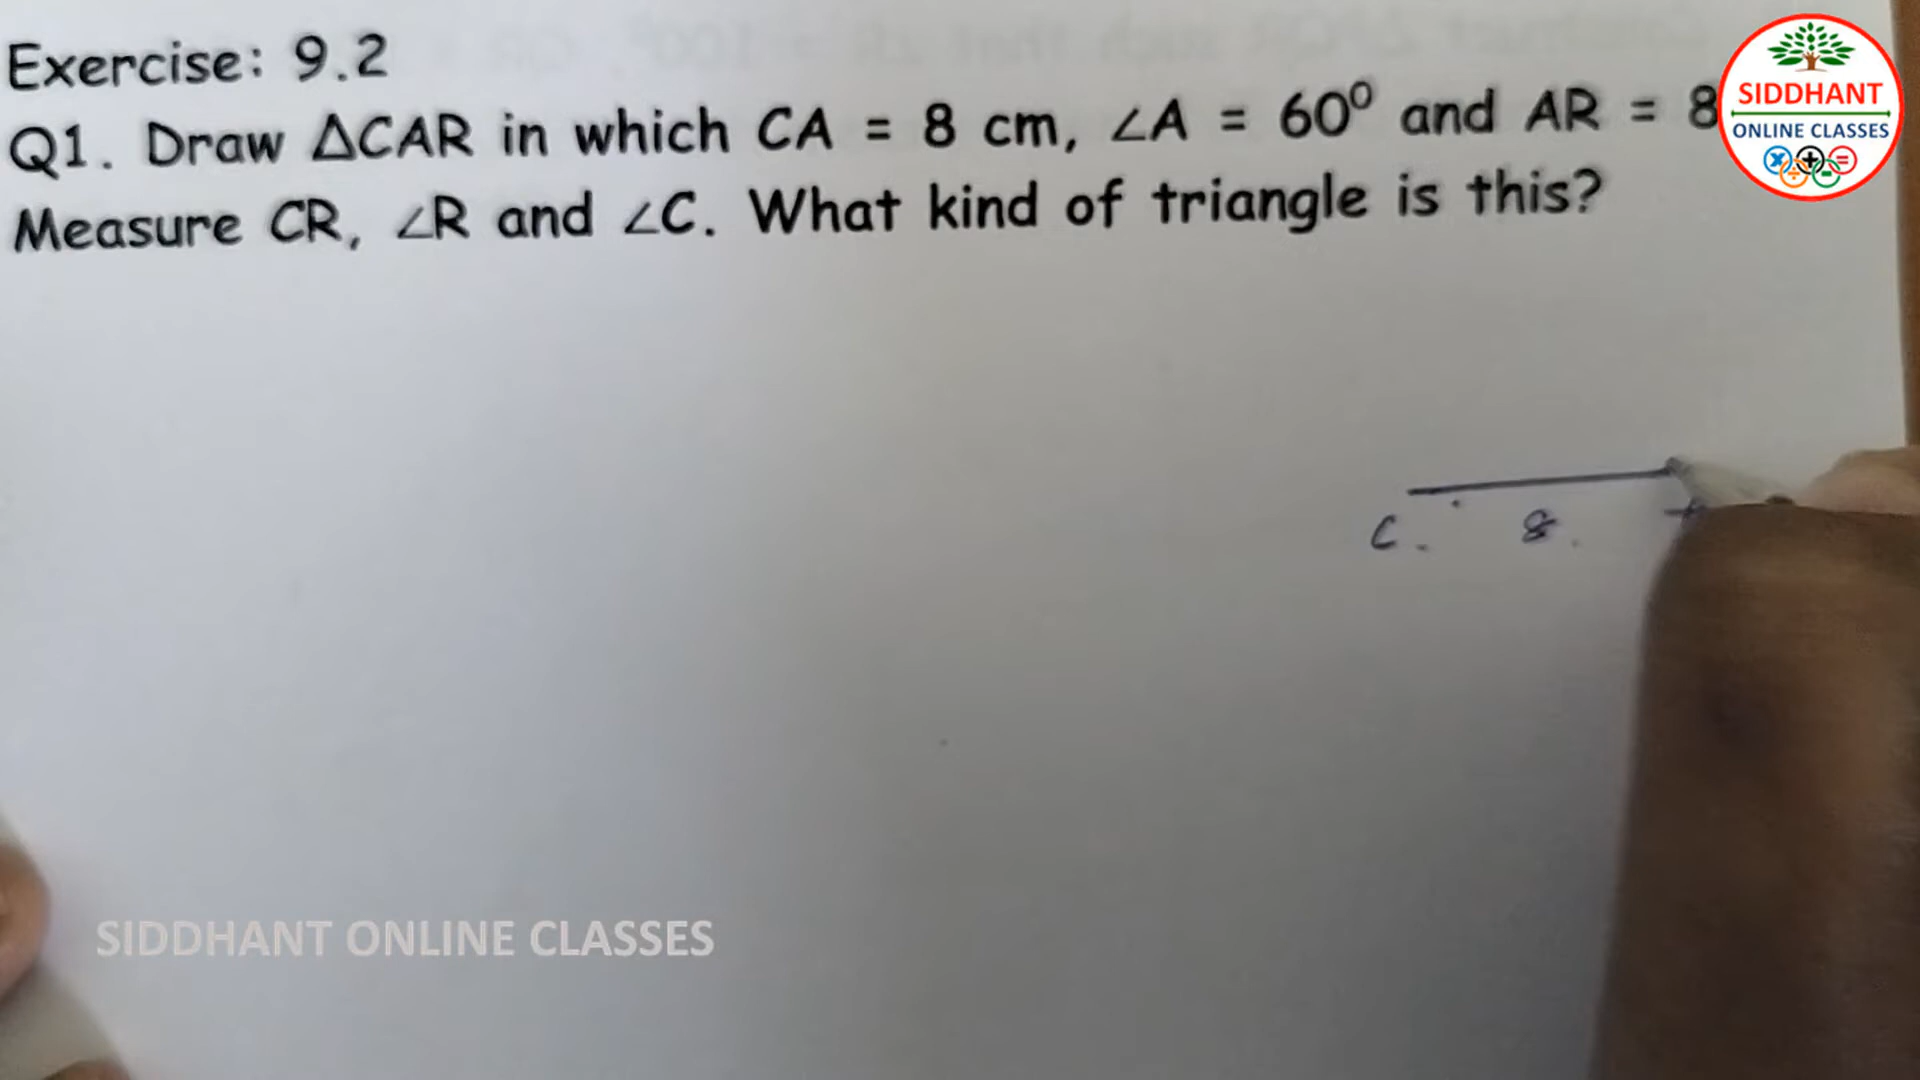 Exercise: 9.2
Q1. Draw ΔCAR in which CA = 8 cm, ∠A = 60⁰ and AR = 8
Measure CR, ∠R and ∠C. What kind of triangle is this?
SIDDHANT
ONLINE CLASSES
C. 8.
SIDDHANT ONLINE CLASSES